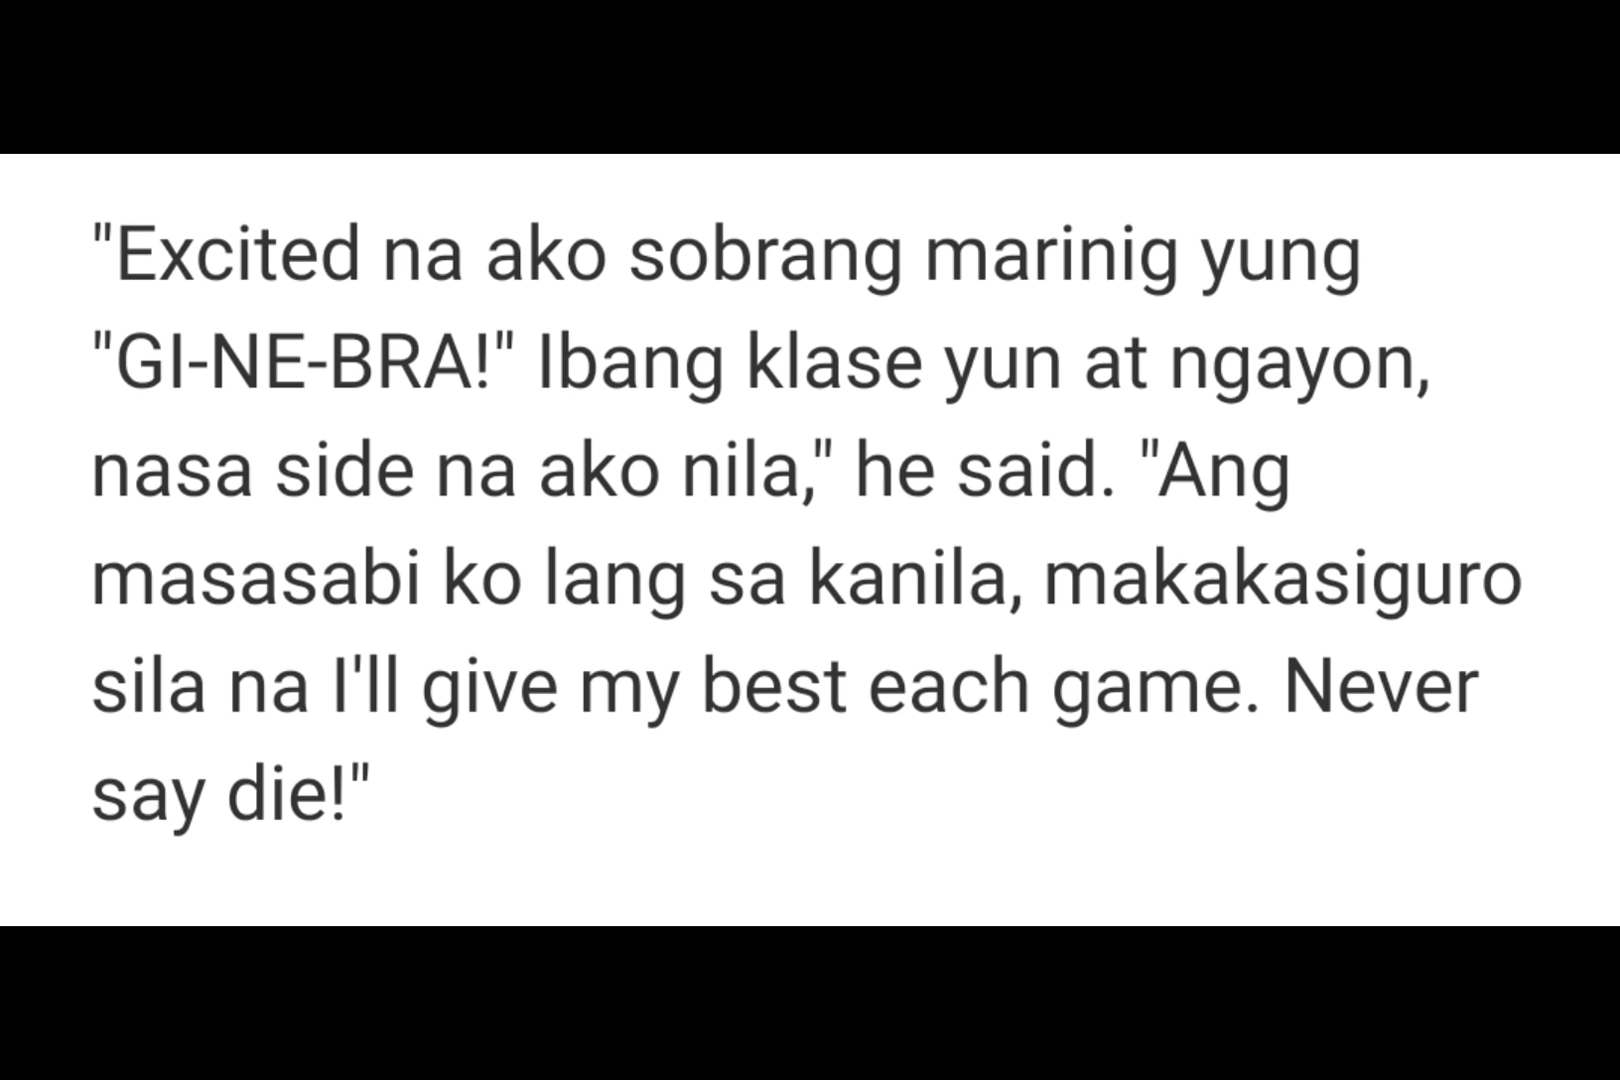 "Excited na ako sobrang marinig yung
"GI-NE-BRA!" Ibang klase yun at ngayon,
nasa side na ako nila," he said. "Ang
masasabi ko lang sa kanila, makakasiguro
sila na I'll give my best each game. Never
say die!"